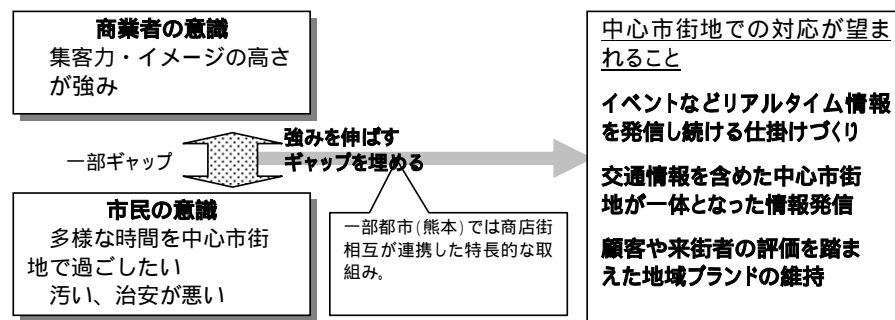 商業者の意識
集客力・イメージの高さ
が強み
一部ギャップ
強みを伸ばす
ギャップを埋める
市民の意識
多様な時間を中心市街
地で過ごしたい
汚い、治安が悪い
一部都市(熊本)では商店街
相互が連携した特長的な取
組み。
中心市街地での対応が望ま
れること
イベントなどリアルタイム情報
を発信し続ける仕掛けづくり
交通情報を含めた中心市街
地が一体となった情報発信
顧客や来街者の評価を踏ま
えた地域ブランドの維持